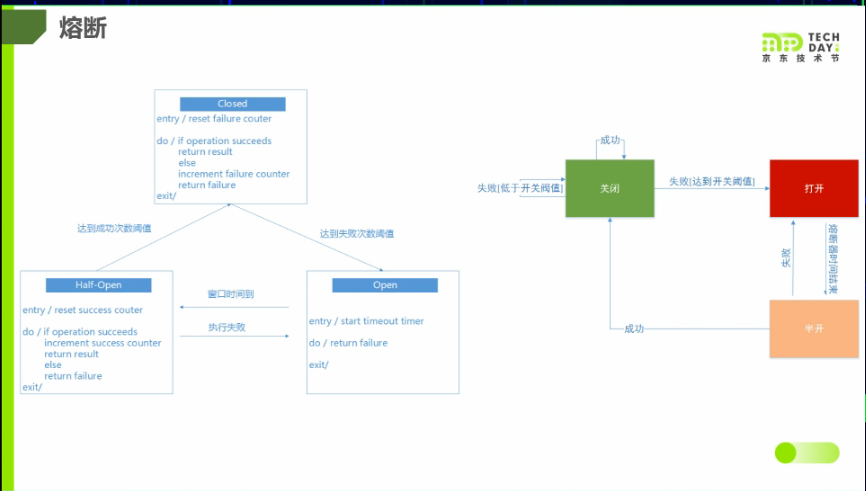 熔断
TECH
DAY
京东技术节
Closed
entry / reset failure couter
do / if operation succeeds
return result
else
increment failure counter
return failure
exit/
达到成功次数阈值
达到失败次数阈值
Half-Open
entry / reset success couter
do / if operation succeeds
increment success counter
return result
else
return failure
exit/
窗口时间到
执行失败
Open
entry / start timeout timer
do / return failure
exit/
成功
失败[低于开关阀值]
关闭
失败[达到开关阈值]
打开
失败
熔断器时间结束
成功
半开